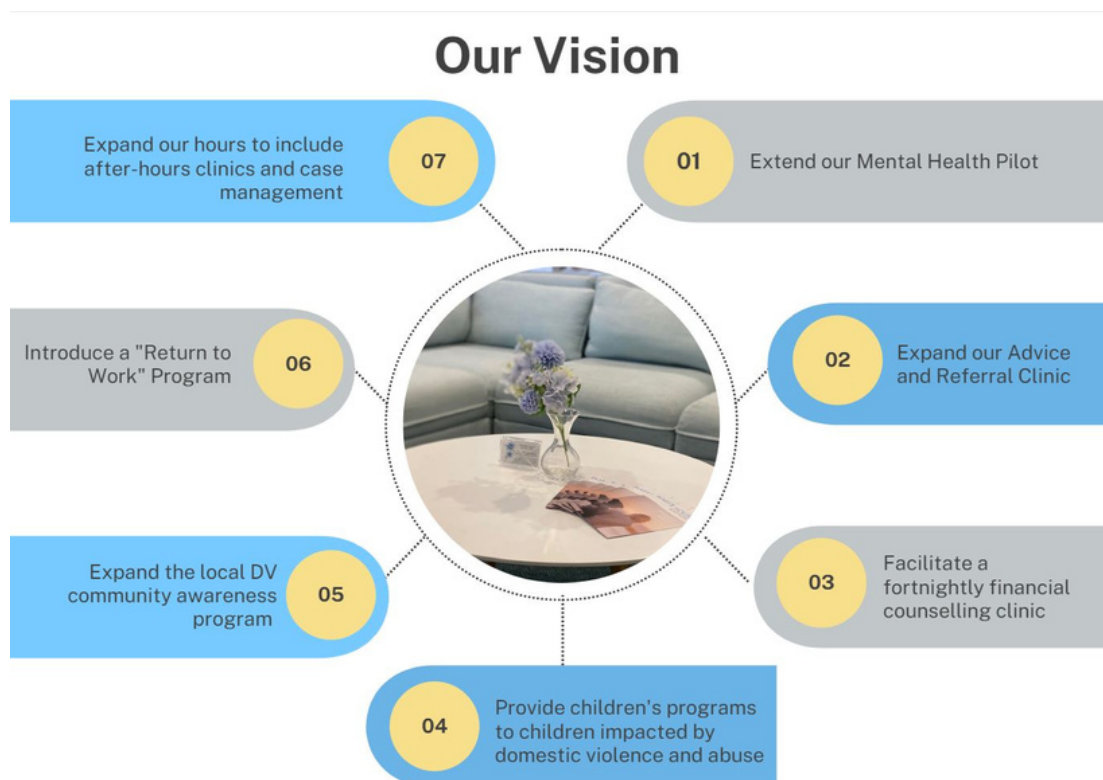 Our Vision
01
Extend our Mental Health Pilot
02
Expand our Advice
and Referral Clinic
03
Facilitate a
fortnightly financial
counselling clinic
04
Provide children's programs
to children impacted by
domestic violence and abuse
05
Expand the local DV
community awareness
program
06
Introduce a "Return to
Work" Program
07
Expand our hours to include
after-hours clinics and case
management